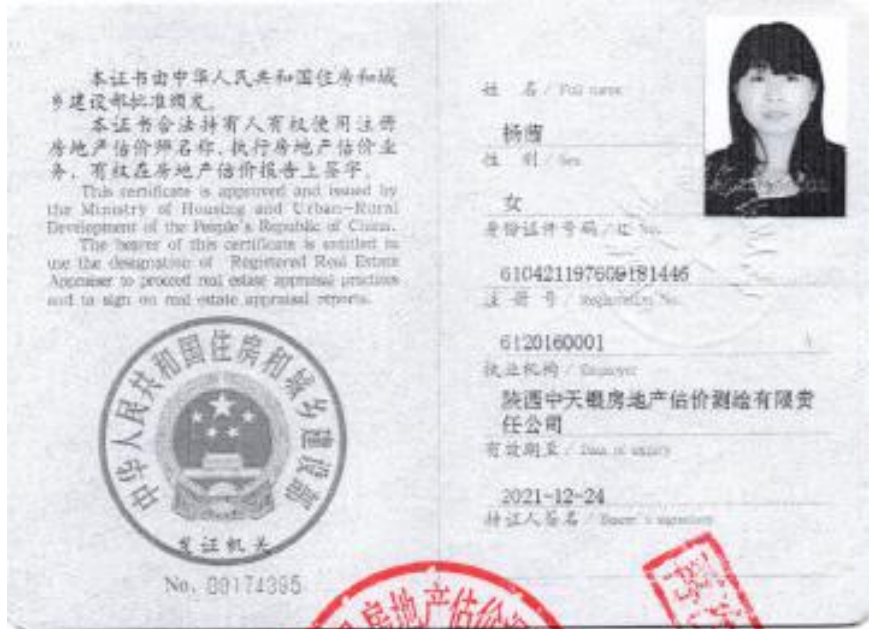 本证书由中华人民共和国住房和城
乡建设部批准颁发。
本证书合法持有人有权使用注册
房地产估价师名称、执行房地产估价业
务、有权在房地产估价报告上签字。
This certificate is approved and issued by
the Ministry of Housing and Urban-Rural
Development of the People's Republic of China.
The bearer of this certificate is entitled to
use the designation of Registered Real Estate
Appraiser to proceed real estate appraisal practices
and to sign on real estate appraisal reports.
中华人民共和国住房和城乡建设部
发证机关
No. 00174395
姓 名 / Full name
杨茜
性 别 / Sex
女
身份证件号码 / ID No.
610421197609181446
注 册 号 / Registration No.
6120160001
执业机构 / Employer
陕西中天银房地产估价测绘有限责
任公司
有效期至 / Date of expiry
2021-12-24
持证人签名 / Bearer's signature
房地产估价